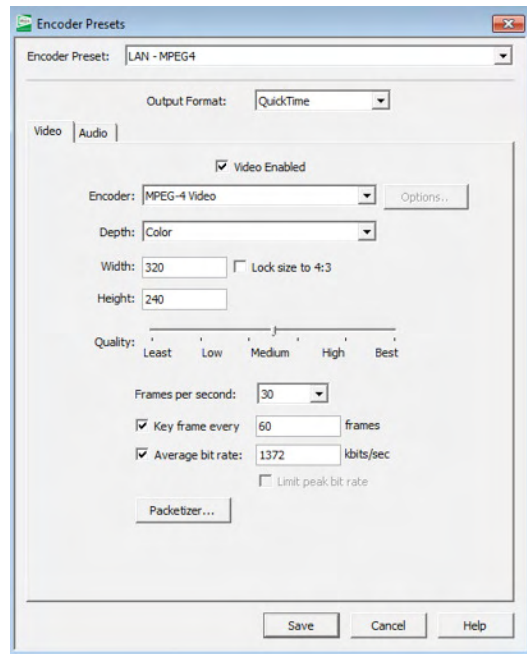 Encoder Presets
Encoder Preset: LAN - MPEG4
Output Format: QuickTime
Video Audio
Video Enabled
Encoder: MPEG-4 Video Options..
Depth: Color
Width: 320 Lock size to 4:3
Height: 240
Quality:
Least Low Medium High Best
Frames per second: 30
Key frame every 60 frames
Average bit rate: 1372 kbits/sec
Limit peak bit rate
Packetizer...
Save Cancel Help